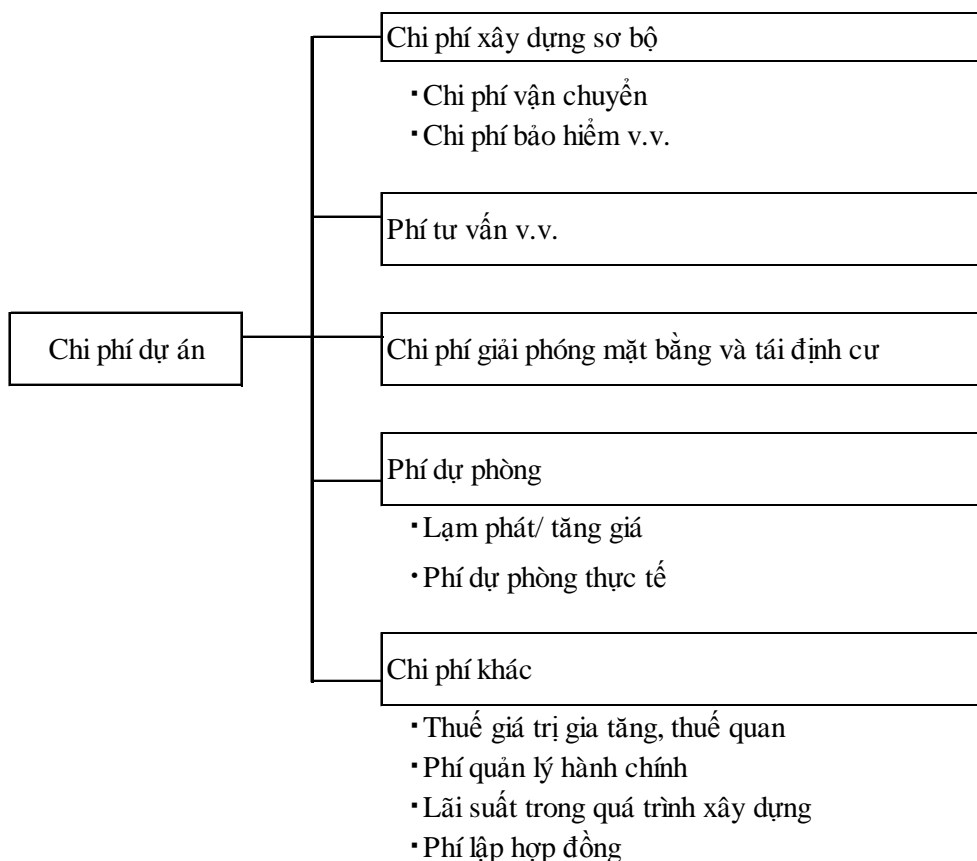 Chi phí xây dựng sơ bộ
・Chi phí vận chuyển
・Chi phí bảo hiểm v.v.
Phí tư vấn v.v.
Chi phí dự án
Chi phí giải phóng mặt bằng và tái định cư
Phí dự phòng
・Lạm phát/ tăng giá
・Phí dự phòng thực tế
Chi phí khác
・Thuế giá trị gia tăng, thuế quan
・Phí quản lý hành chính
・Lãi suất trong quá trình xây dựng
・Phí lập hợp đồng